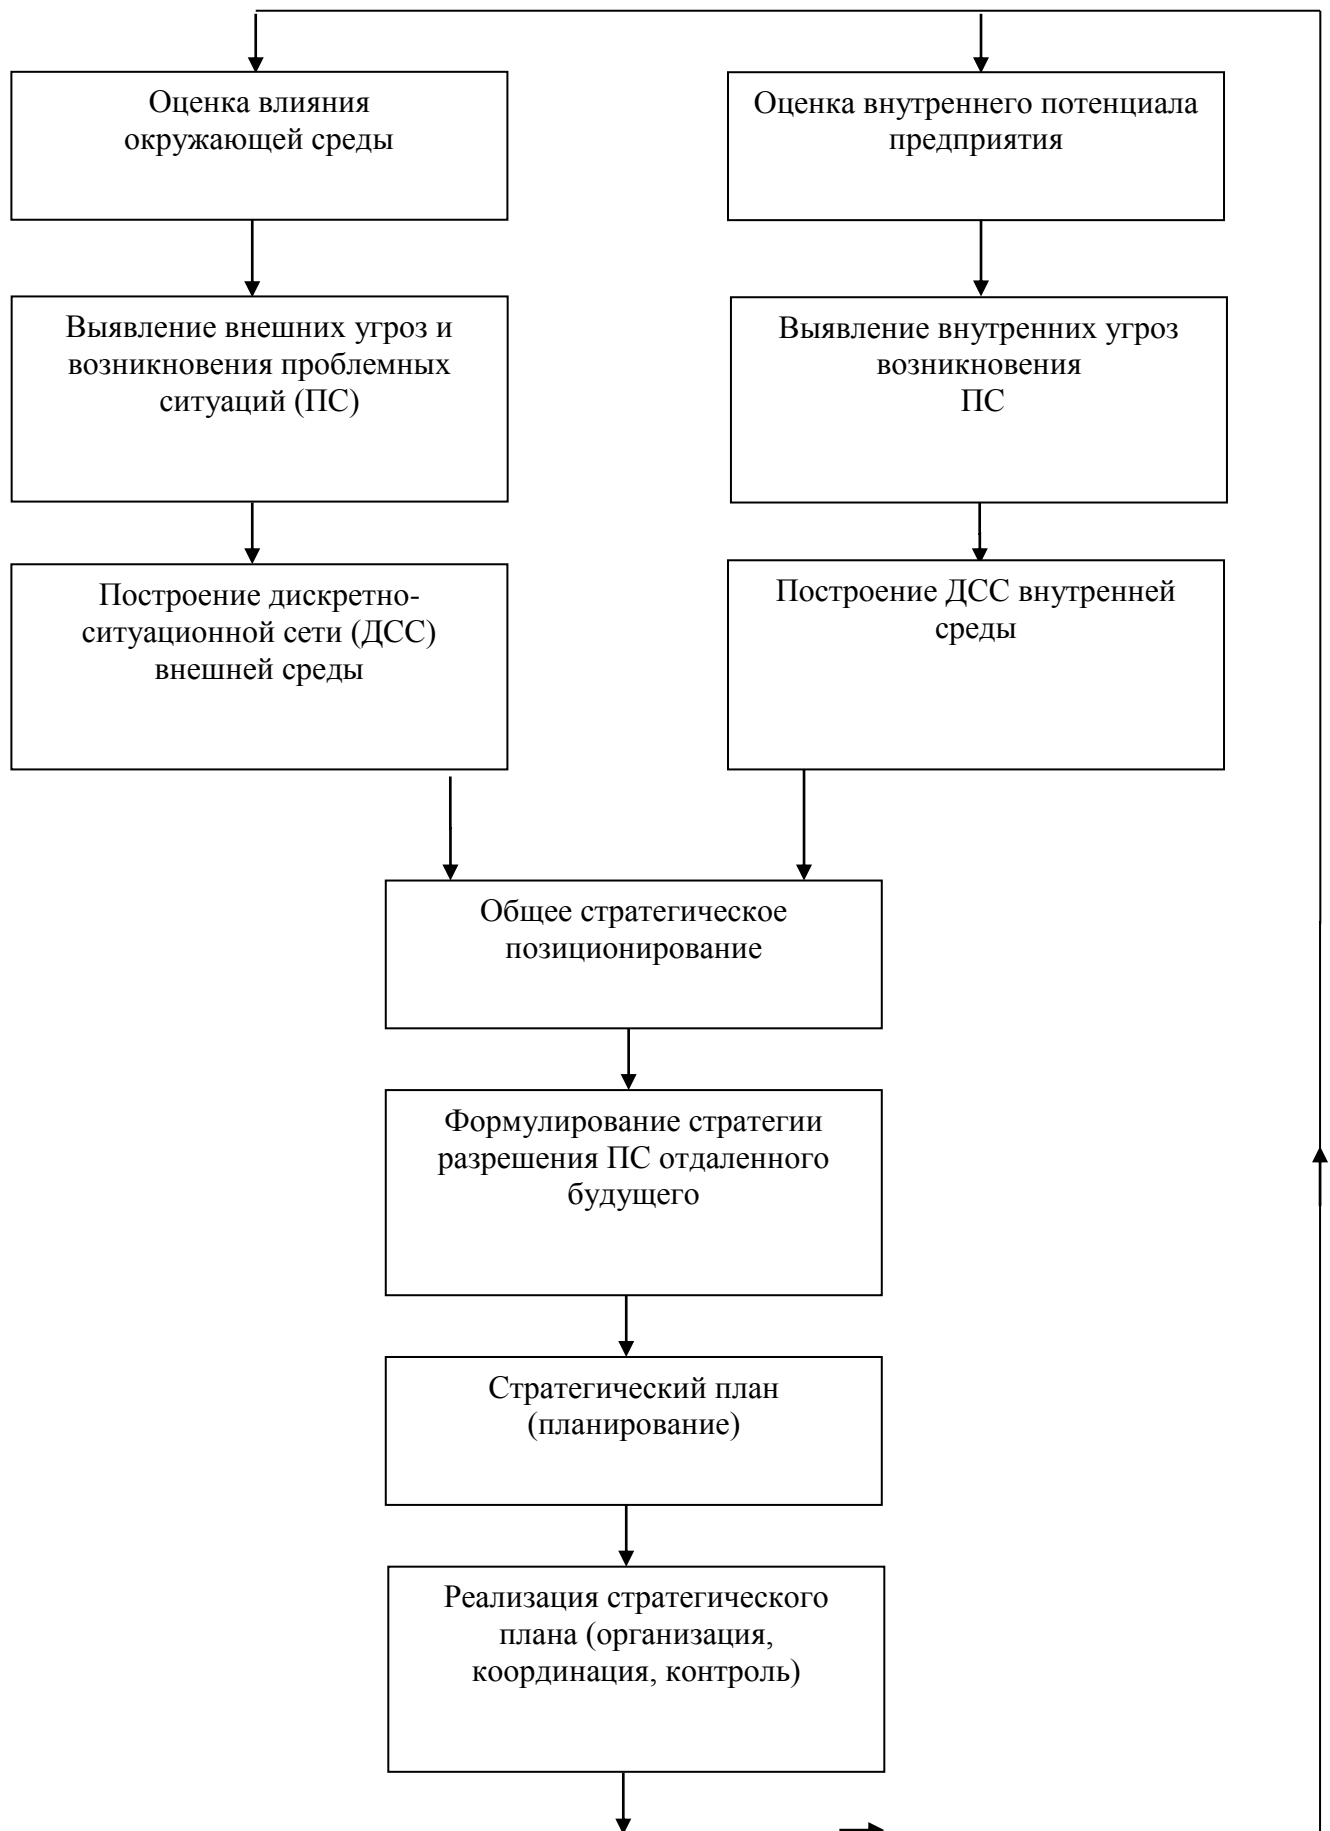 Оценка влияния
окружающей среды
Оценка внутреннего потенциала
предприятия
Выявление внешних угроз и
возникновения проблемных
ситуаций (ПС)
Выявление внутренних угроз
возникновения
ПС
Построение дискретно-
ситуационной сети (ДСС)
внешней среды
Построение ДСС внутренней
среды
Общее стратегическое
позиционирование
Формулирование стратегии
разрешения ПС отдаленного
будущего
Стратегический план
(планирование)
Реализация стратегического
плана (организация,
координация, контроль)